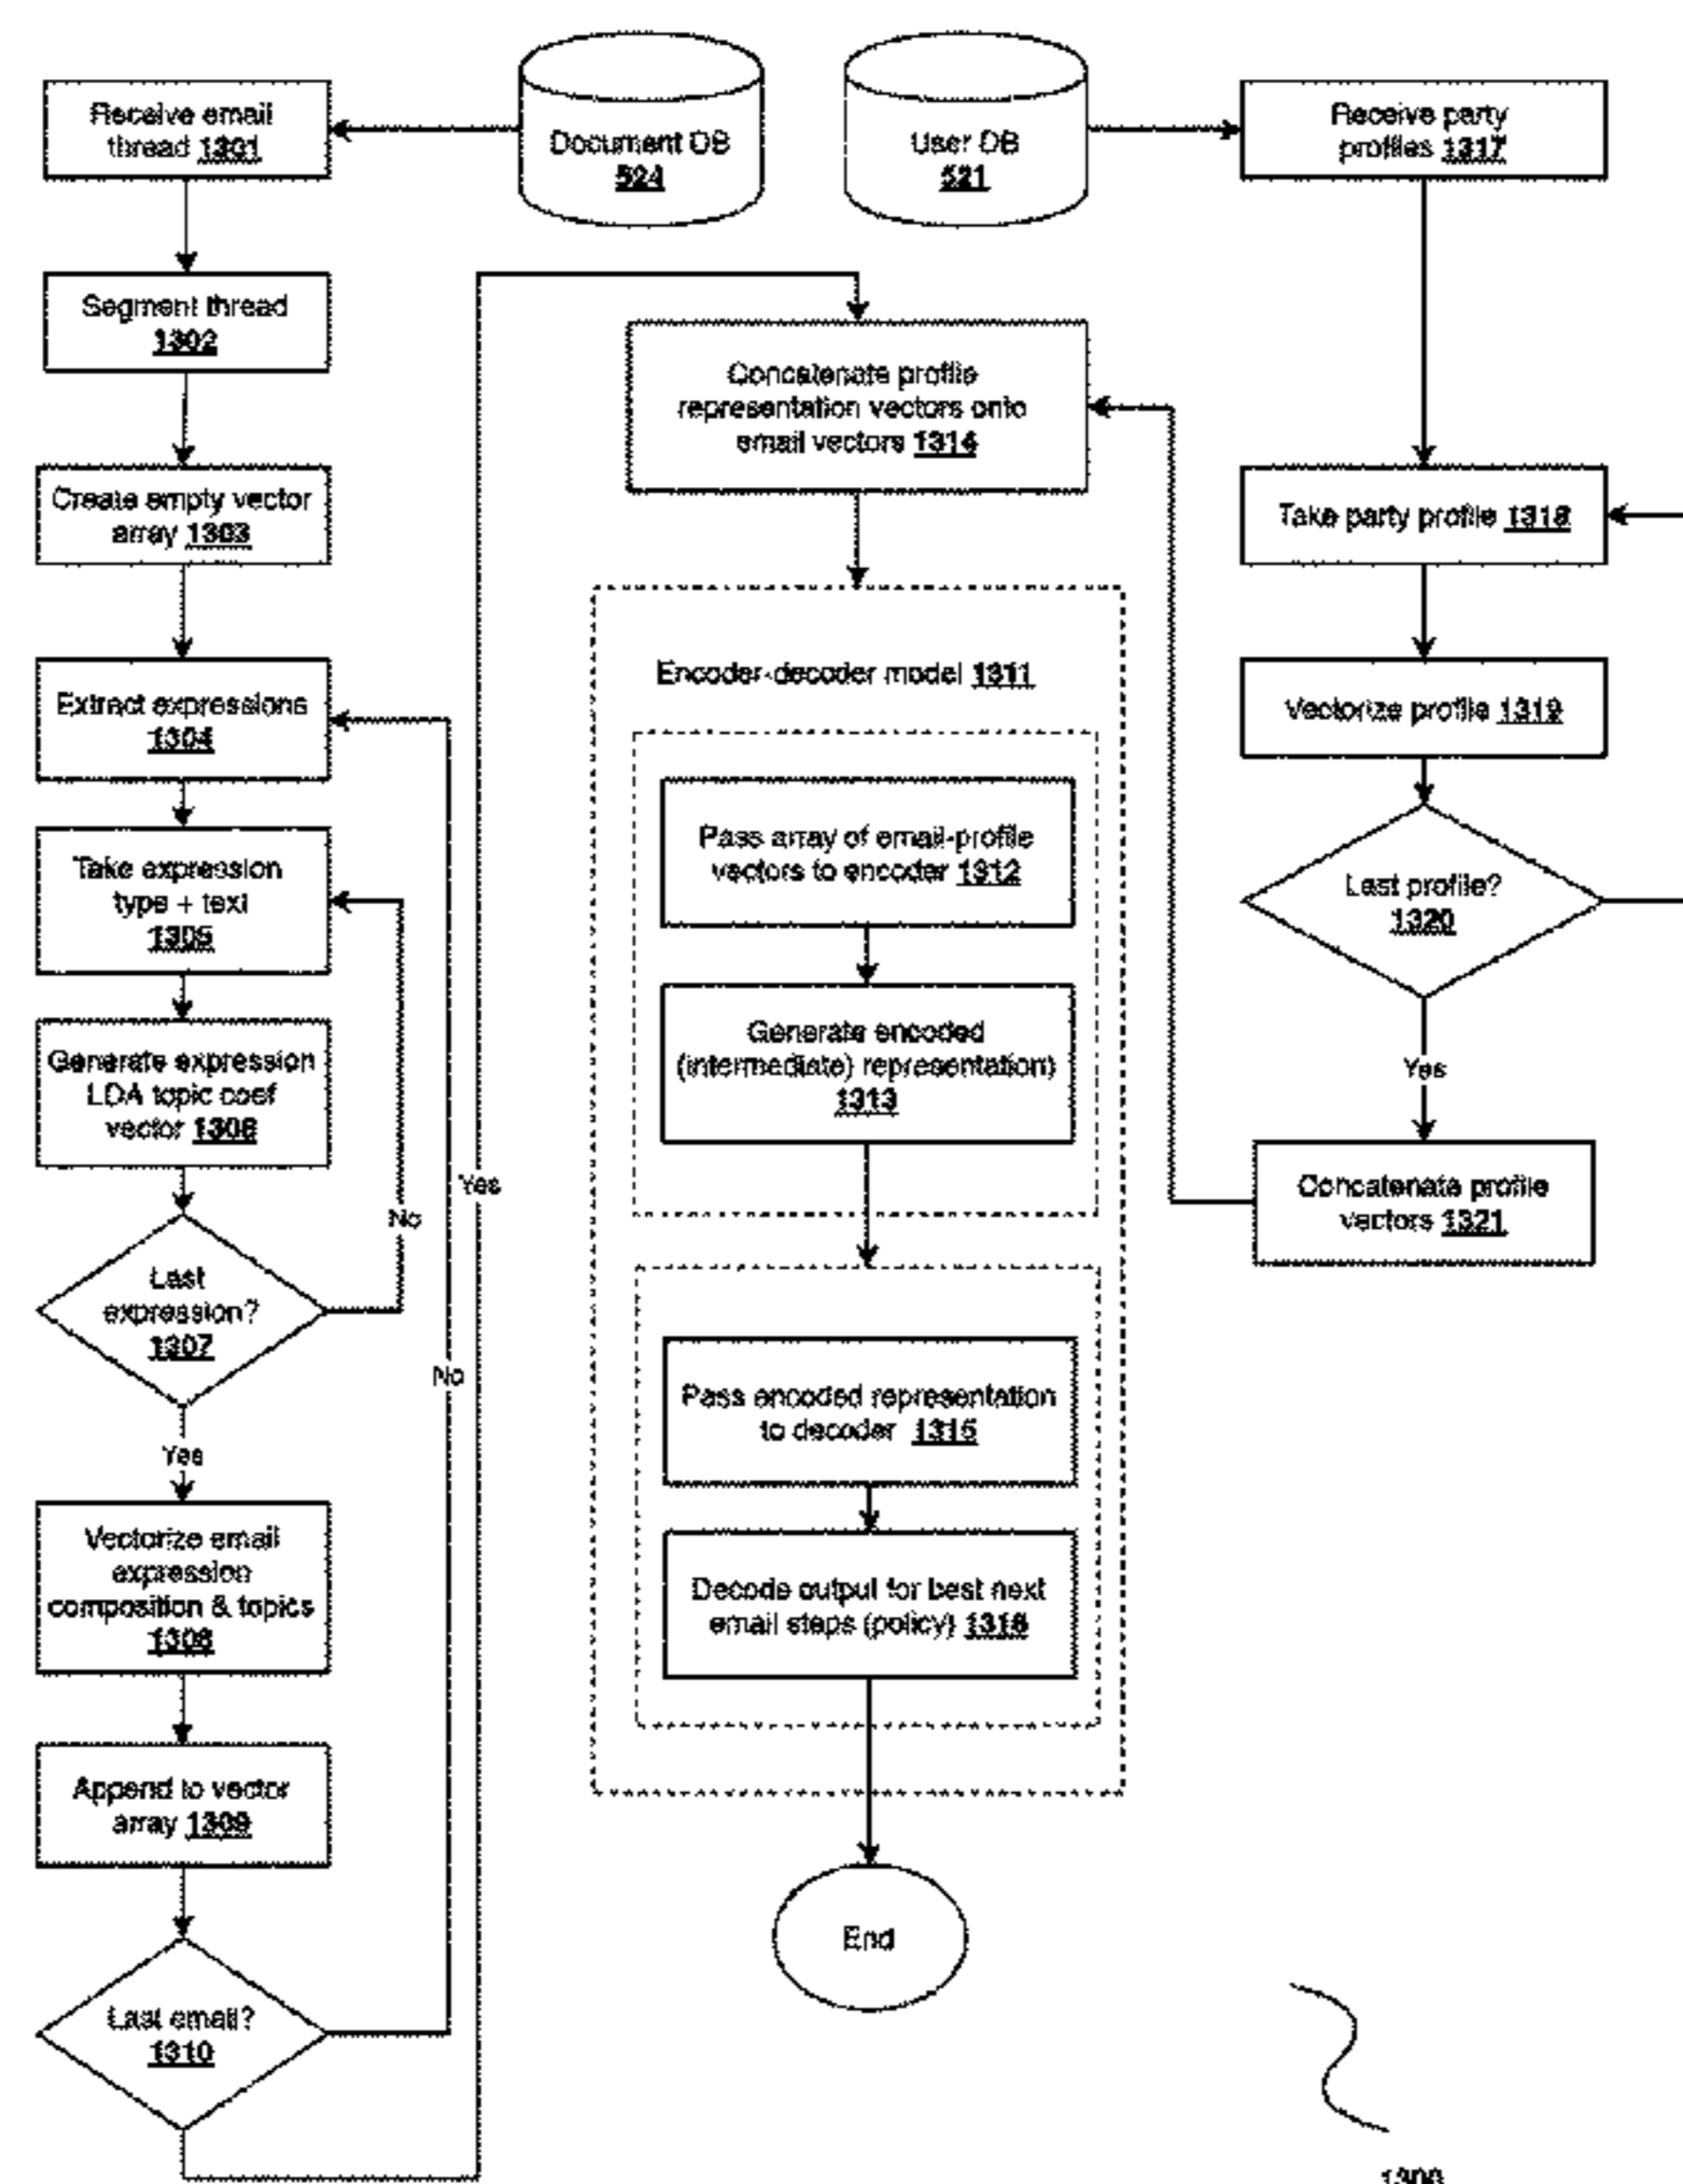 Receive email
thread 1301
Document DB
524
User DB
521
Receive party
profiles 1317
Segment thread
1302
Concatenate profile
representation vectors onto
email vectors 1314
Create empty vector
array 1303
Take party profile 1318
Encoder-decoder model 1311
Extract expressions
1304
Vectorize profile 1319
Take expression
type + text
1305
Pass array of email-profile
vectors to encoder 1312
Last profile?
1320
Generate expression
LDA topic coef
vector 1306
Generate encoded
(intermediate) representation)
1313
Yes
Concatenate profile
vectors 1321
Yes
No
Last
expression?
1307
No
Pass encoded representation
to decoder 1315
Yes
Vectorize email
expression
composition & topics
1308
Decode output for best next
email steps (policy) 1316
Append to vector
array 1309
End
Last email?
1310
1300